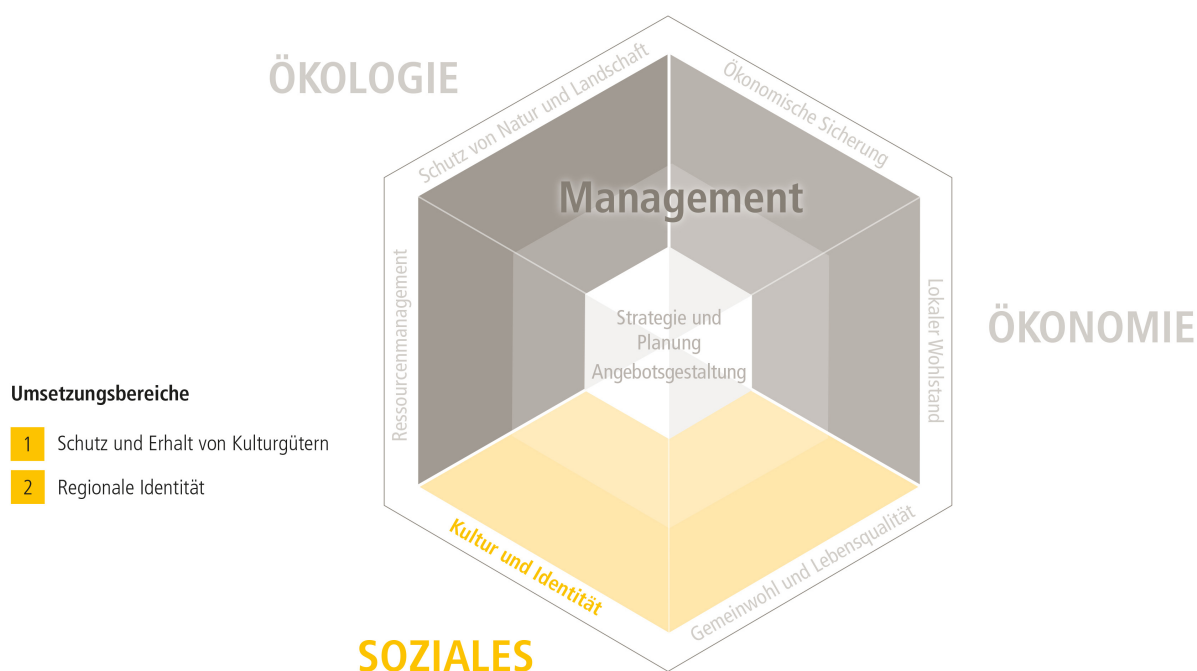 ÖKOLOGIE
Schutz von Natur und Landschaft
Ökonomische Sicherung
Management
Ressourcenmanagement
Strategie und
Planung
Angebotsgestaltung
Lokaler Wohlstand
ÖKONOMIE
Umsetzungsbereiche
1 Schutz und Erhalt von Kulturgütern
2 Regionale Identität
Kultur und Identität
Gemeinwohl und Lebensqualität
SOZIALES